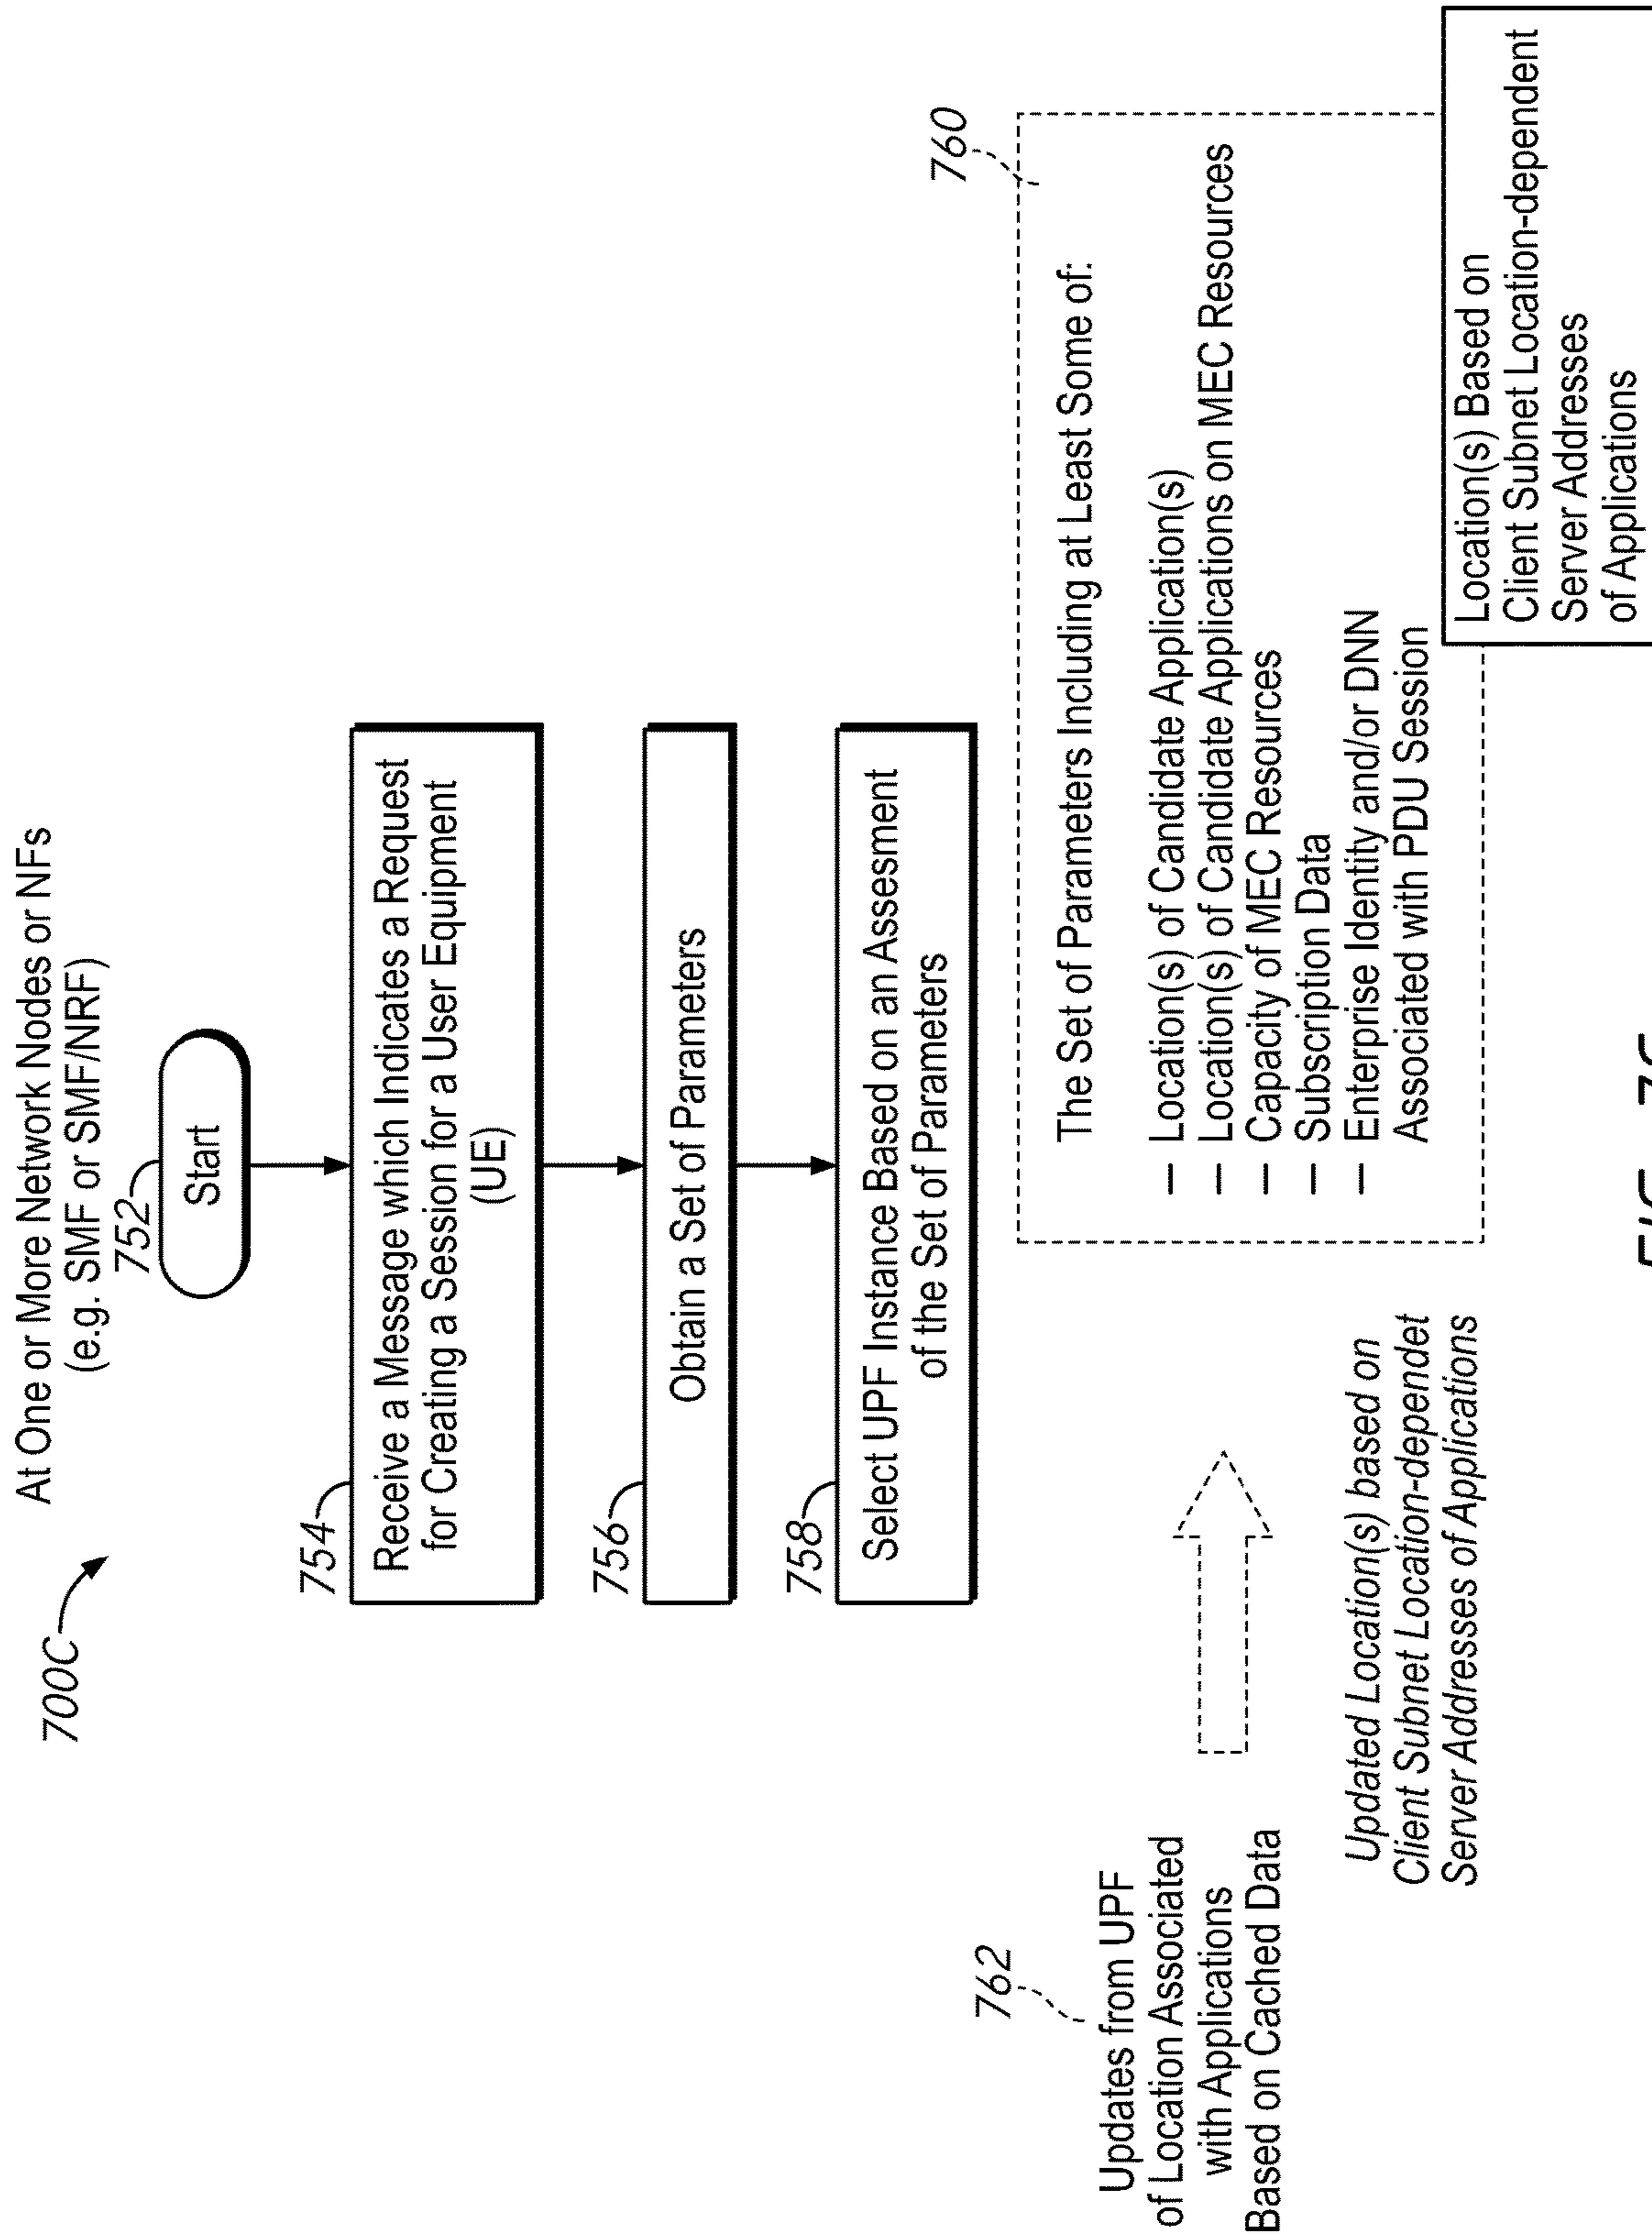 At One or More Network Nodes or NFs
(e.g. SMF or SMF/NRF)
700C
752
Start
754
Receive a Message which Indicates a Request
for Creating a Session for a User Equipment
(UE)
756
Obtain a Set of Parameters
758
Select UPF Instance Based on an Assesment
of the Set of Parameters
760
The Set of Parameters Including at Least Some of:
– Location(s) of Candidate Application(s)
– Location(s) of Candidate Applications on MEC Resources
– Capacity of MEC Resources
– Subscription Data
– Enterprise Identity and/or DNN
Associated with PDU Session
Location(s) Based on
Client Subnet Location-dependent
Server Addresses
of Applications
762
Updates from UPF
of Location Associated
with Applications
Based on Cached Data
Updated Location(s) based on
Client Subnet Location-dependet
Server Addresses of Applications